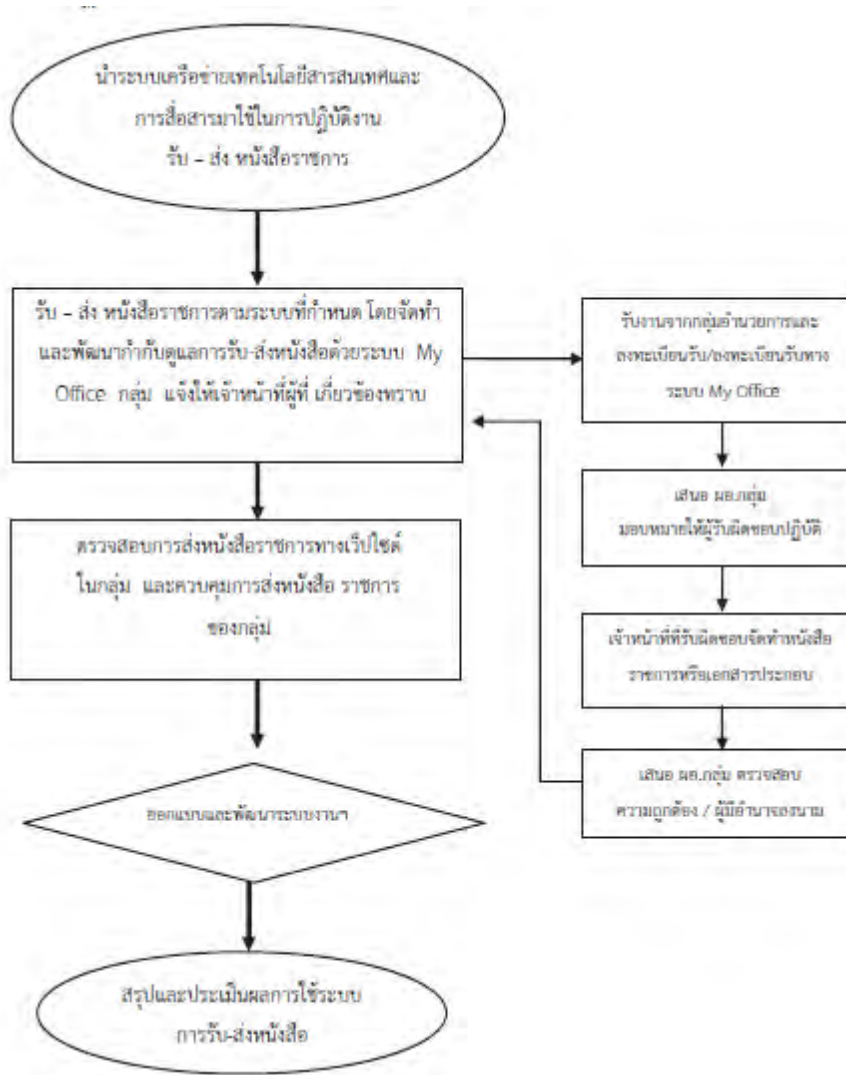 นำระบบเครือข่ายเทคโนโลยีสารสนเทศและ
การสื่อสารมาใช้ในการปฏิบัติงาน
รับ – ส่ง หนังสือราชการ
รับ – ส่ง หนังสือราชการตามระบบที่กำหนด โดยจัดทำ
และพัฒนากำกับดูแลการรับ-ส่งหนังสือด้วยระบบ My
Office กลุ่ม แจ้งให้เจ้าหน้าที่ผู้ที่ เกี่ยวข้องทราบ
ตรวจสอบการส่งหนังสือราชการทางเว็ปไซต์
ในกลุ่ม และควบคุมการส่งหนังสือ ราชการ
ของกลุ่ม
ออกแบบและพัฒนาระบบงานฯ
สรุปและประเมินผลการใช้ระบบ
การรับ-ส่งหนังสือ
รับงานจากกลุ่มอำนวยการและ
ลงทะเบียนรับ/ลงทะเบียนรับทาง
ระบบ My Office
เสนอ ผอ.กลุ่ม
มอบหมายให้ผู้รับผิดชอบปฏิบัติ
เจ้าหน้าที่ที่รับผิดชอบจัดทำหนังสือ
ราชการหรือเอกสารประกอบ
เสนอ ผอ.กลุ่ม ตรวจสอบ
ความถูกต้อง / ผู้มีอำนาจลงนาม